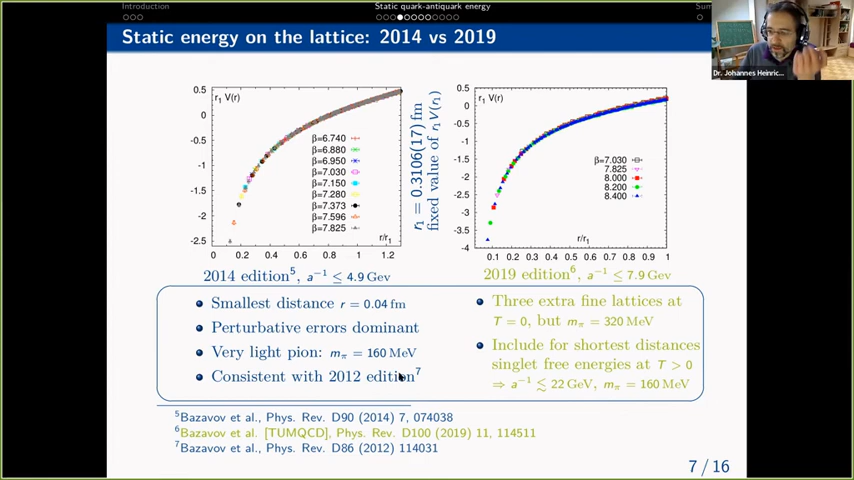 Introduction
Static quark-antiquark energy
Sum
Static energy on the lattice: 2014 vs 2019
Dr. Johannes Heinric...
0.5
0
-0.5
-1
-1.5
-2
-2.5
r₁ V(r)
β=6.740
β=6.880
β=6.950
β=7.030
β=7.150
β=7.280
β=7.373
β=7.596
β=7.825
r/r₁
0 0.2 0.4 0.6 0.8 1 1.2
r₁ = 0.3106(17) fm
fixed value of r₁V(r₁)
0.5
0
-0.5
-1
-1.5
-2
-2.5
-3
-3.5
-4
r₁ V(r)
β=7.030
7.825
8.000
8.200
8.400
r/r₁
0.1 0.2 0.3 0.4 0.5 0.6 0.7 0.8 0.9 1
2014 edition⁵, a⁻¹ ≤ 4.9 Gev
2019 edition⁶, a⁻¹ ≤ 7.9 GeV
Smallest distance r = 0.04 fm
Perturbative errors dominant
Very light pion: mπ = 160 MeV
Consistent with 2012 edition⁷
Three extra fine lattices at
T = 0, but mπ = 320 MeV
Include for shortest distances
singlet free energies at T > 0
⇒ a⁻¹ ≲ 22 GeV, mπ = 160 MeV
⁵Bazavov et al., Phys. Rev. D90 (2014) 7, 074038
⁶Bazavov et al. [TUMQCD], Phys. Rev. D100 (2019) 11, 114511
⁷Bazavov et al., Phys. Rev. D86 (2012) 114031
7 / 16